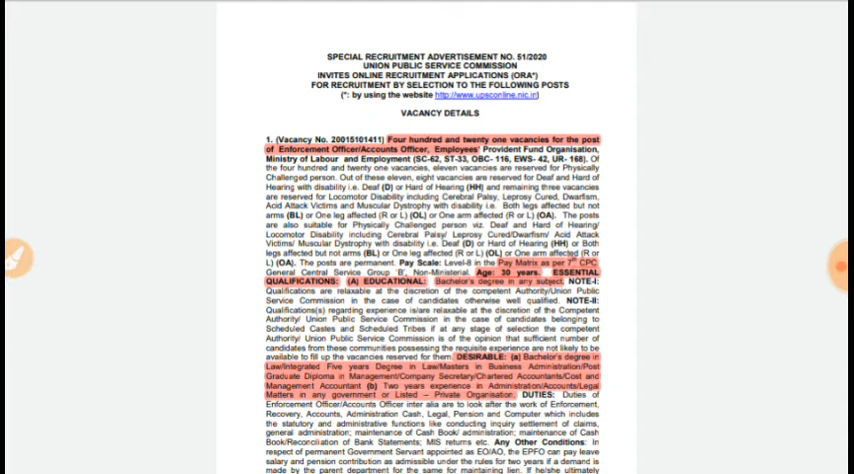 SPECIAL RECRUITMENT ADVERTISEMENT NO. 51/2020
UNION PUBLIC SERVICE COMMISSION
INVITES ONLINE RECRUITMENT APPLICATIONS (ORA*)
FOR RECRUITMENT BY SELECTION TO THE FOLLOWING POSTS
(*: by using the website http://www.upsconline.nic.in)
VACANCY DETAILS
1. (Vacancy No. 20015101411) Four hundred and twenty one vacancies for the post
of Enforcement Officer/Accounts Officer, Employees' Provident Fund Organisation,
Ministry of Labour and Employment (SC-62, ST-33, OBC- 116, EWS- 42, UR- 168). Of
the four hundred and twenty one vacancies, eleven vacancies are reserved for Physically
Challenged person. Out of these eleven, eight vacancies are reserved for Deaf and Hard of
Hearing with disability i.e. Deaf (D) or Hard of Hearing (HH) and remaining three vacancies
are reserved for Locomotor Disability including Cerebral Palsy, Leprosy Cured, Dwarfism,
Acid Attack Victims and Muscular Dystrophy with disability i.e. Both legs affected but not
arms (BL) or One leg affected (R or L) (OL) or One arm affected (R or L) (OA). The posts
are also suitable for Physically Challenged person viz. Deaf and Hard of Hearing/
Locomotor Disability including Cerebral Palsy/ Leprosy Cured/Dwarfism/ Acid Attack
Victims/ Muscular Dystrophy with disability i.e. Deaf (D) or Hard of Hearing (HH) or Both
legs affected but not arms (BL) or One leg affected (R or L) (OL) or One arm affected (R or
L) (OA). The posts are permanent. Pay Scale: Level-8 in the Pay Matrix as per 7th CPC.
General Central Service Group 'B', Non-Ministerial. Age: 30 years. ESSENTIAL
QUALIFICATIONS: (A) EDUCATIONAL: Bachelor's degree in any subject. NOTE-I:
Qualifications are relaxable at the discretion of the competent Authority/Union Public
Service Commission in the case of candidates otherwise well qualified. NOTE-II:
Qualifications(s) regarding experience is/are relaxable at the discretion of the Competent
Authority/ Union Public Service Commission in the case of candidates belonging to
Scheduled Castes and Scheduled Tribes if at any stage of selection the competent
Authority/ Union Public Service Commission is of the opinion that sufficient number of
candidates from these communities possessing the requisite experience are not likely to be
available to fill up the vacancies reserved for them. DESIRABLE: (a) Bachelor's degree in
Law/Integrated Five years Degree in Law/Masters in Business Administration/Post
Graduate Diploma in Management/Company Secretary/Chartered Accountants/Cost and
Management Accountant (b) Two years experience in Administration/Accounts/Legal
Matters in any government or Listed – Private Organisation. DUTIES: Duties of
Enforcement Officer/Accounts Officer inter alia are to look after the work of Enforcement,
Recovery, Accounts, Administration Cash, Legal, Pension and Computer which includes
the statutory and administrative functions like conducting inquiry settlement of claims,
general administration; maintenance of Cash Book/ administration; maintenance of Cash
Book/Reconciliation of Bank Statements; MIS returns etc. Any Other Conditions: In
respect of permanent Government Servant appointed as EO/AO, the EPFO can pay leave
salary and pension contribution as admissible under the rules for two years if a demand is
made by the parent department for the same for maintaining lien. If he/she ultimately